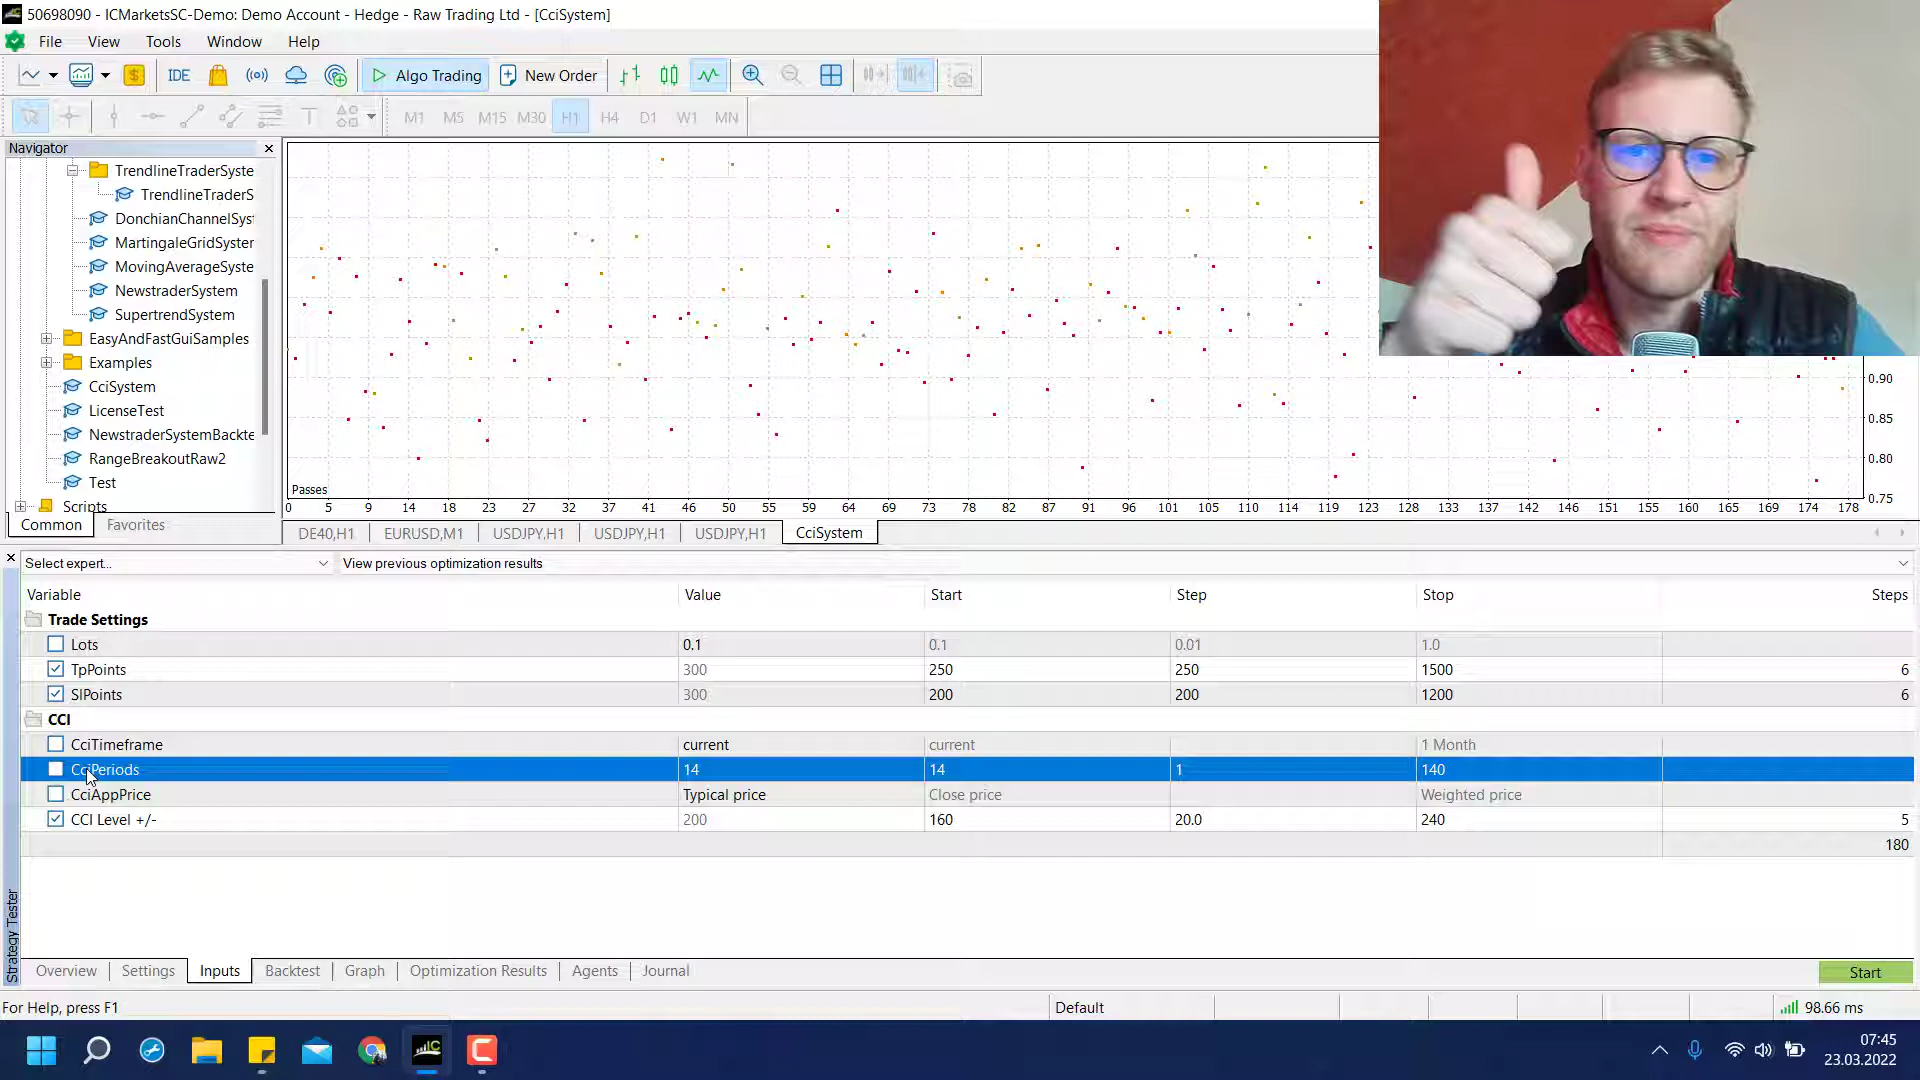 50698090 - ICMarketsSC-Demo: Demo Account - Hedge - Raw Trading Ltd - [CciSystem]
File View Tools Window Help
IDE Algo Trading New Order
M1 M5 M15 M30 H1 H4 D1 W1 MN
Navigator
TrendlineTraderSyste
TrendlineTraderS
DonchianChannelSyst
MartingaleGridSyster
MovingAverageSyste
NewstraderSystem
SupertrendSystem
EasyAndFastGuiSamples
Examples
CciSystem
LicenseTest
NewstraderSystemBackte
RangeBreakoutRaw2
Test
Scripts
Common Favorites
0.90
0.85
0.80
0.75
Passes
0 5 9 14 18 23 27 32 37 41 46 50 55 59 64 69 73 78 82 87 91 96 101 105 110 114 119 123 128 133 137 142 146 151 155 160 165 169 174 178
DE40,H1 EURUSD,M1 USDJPY,H1 USDJPY,H1 USDJPY,H1 CciSystem
Select expert... View previous optimization results
Variable Value Start Step Stop Steps
Trade Settings
Lots 0.1 0.1 0.01 1.0
TpPoints 300 250 250 1500 6
SlPoints 300 200 200 1200 6
CCI
CciTimeframe current current 1 Month
CciPeriods 14 14 1 140
CciAppPrice Typical price Close price Weighted price
CCI Level +/- 200 160 20.0 240 5
180
Strategy Tester
Overview Settings Inputs Backtest Graph Optimization Results Agents Journal Start
For Help, press F1 Default 98.66 ms
IC
07:45
23.03.2022